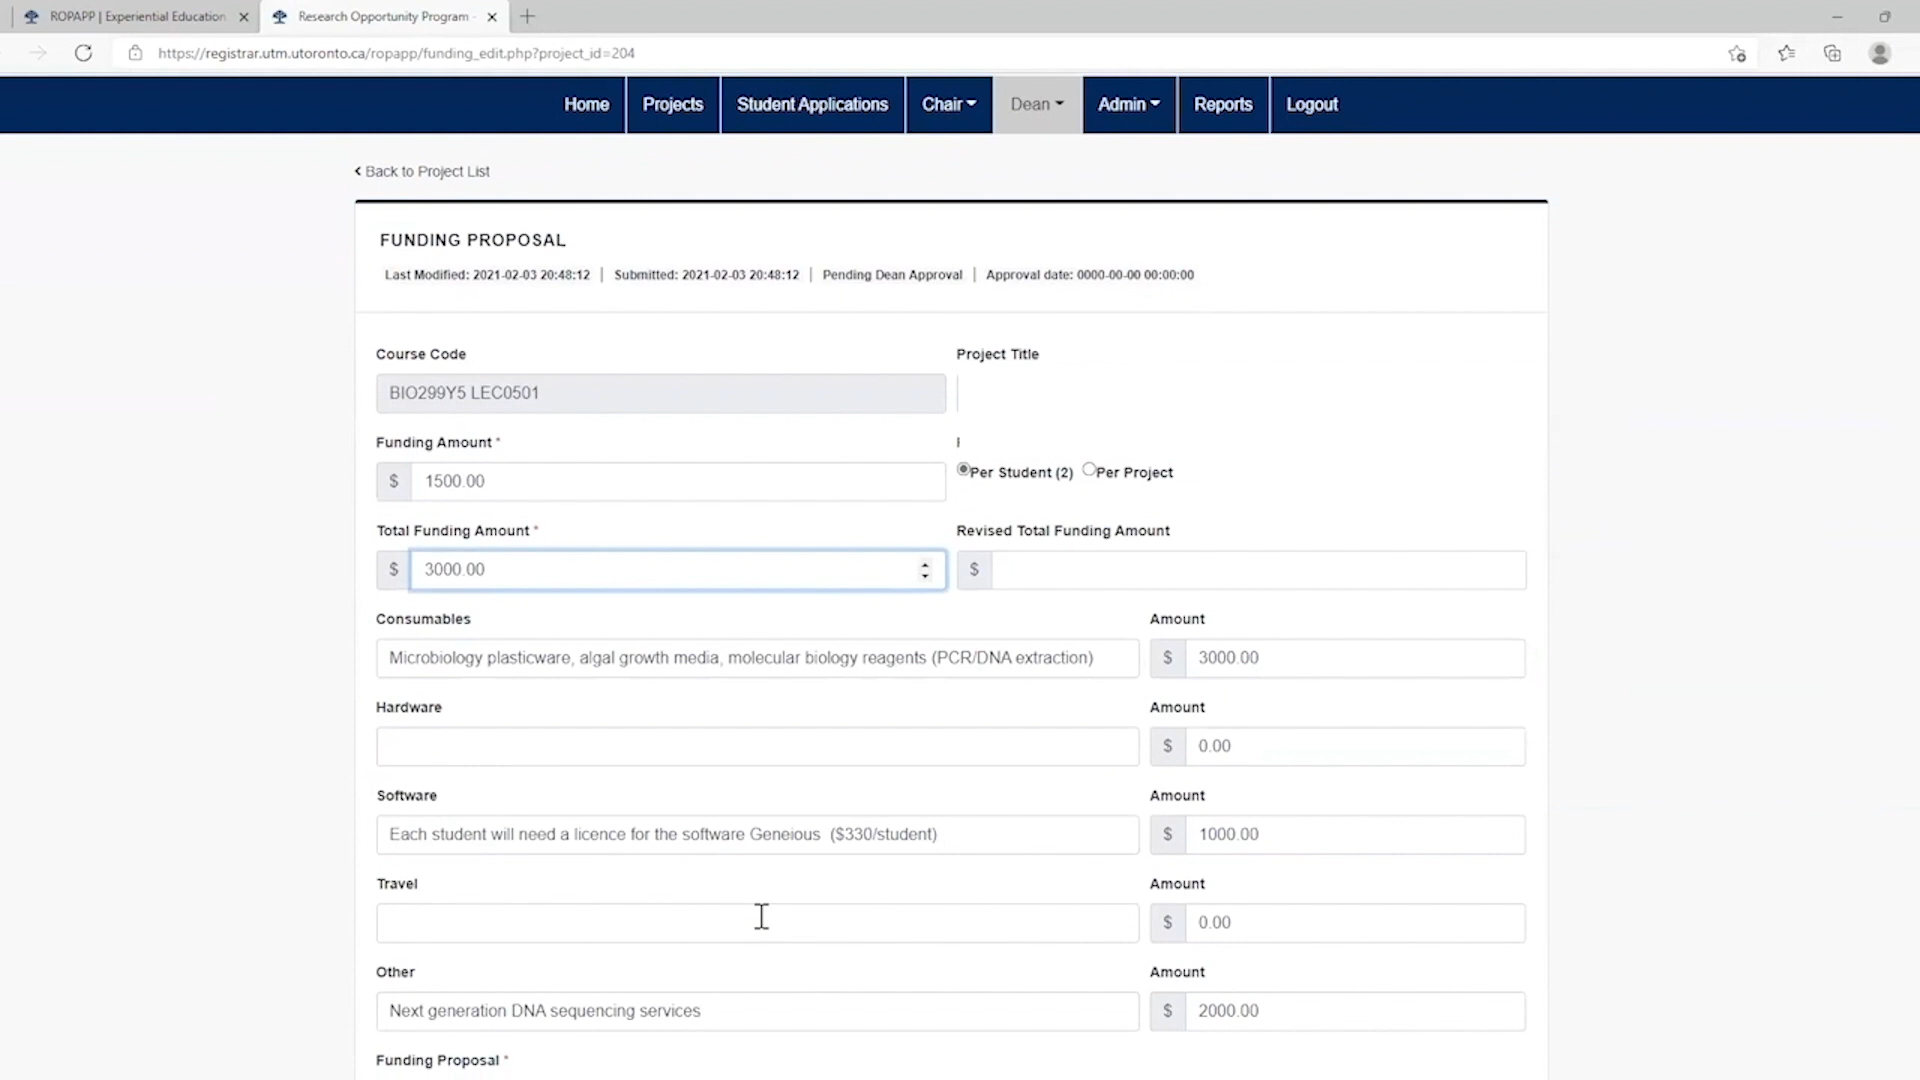 ROPAPP | Experiential Education
Research Opportunity Program -
https://registrar.utm.utoronto.ca/ropapp/funding_edit.php?project_id=204
Home Projects Student Applications Chair Dean Admin Reports Logout
Back to Project List
FUNDING PROPOSAL
Last Modified: 2021-02-03 20:48:12 | Submitted: 2021-02-03 20:48:12 | Pending Dean Approval | Approval date: 0000-00-00 00:00:00
Course Code Project Title
BIO299Y5 LEC0501
Funding Amount *
$ 1500.00 Per Student (2) Per Project
Total Funding Amount * Revised Total Funding Amount
$ 3000.00 $
Consumables Amount
Microbiology plasticware, algal growth media, molecular biology reagents (PCR/DNA extraction) $ 3000.00
Hardware Amount
$ 0.00
Software Amount
Each student will need a licence for the software Geneious ($330/student) $ 1000.00
Travel Amount
$ 0.00
Other Amount
Next generation DNA sequencing services $ 2000.00
Funding Proposal *